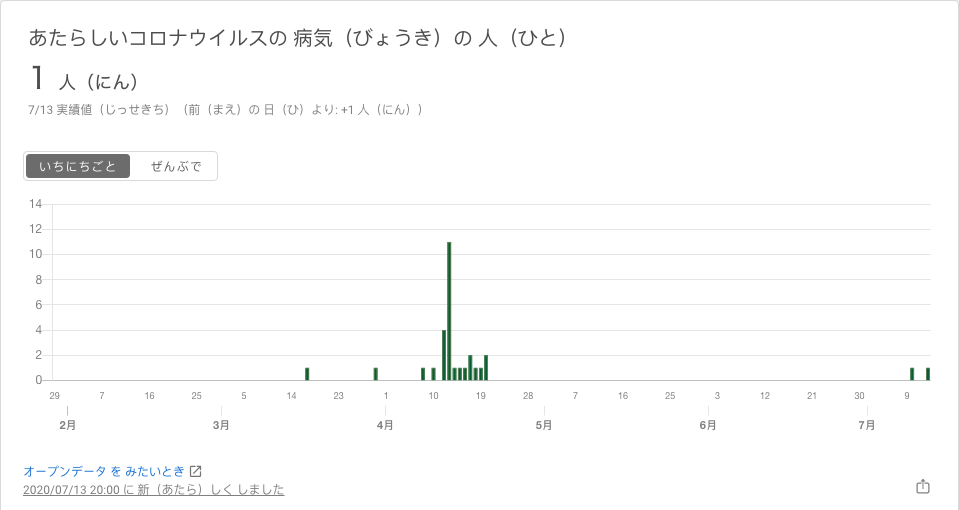 あたらしいコロナウイルスの 病気（びょうき）の 人（ひと）
1 人（にん）
7/13 実績値（じっせきち）（前（まえ）の 日（ひ）より: +1 人（にん））
いちにちごと ぜんぶで
14
12
10
8
6
4
2
0
29 7 16 25 5 14 23 1 10 19 28 7 16 25 3 12 21 30 9
2月 3月 4月 5月 6月 7月
オープンデータ を みたいとき
2020/07/13 20:00 に 新（あたら）しく しました